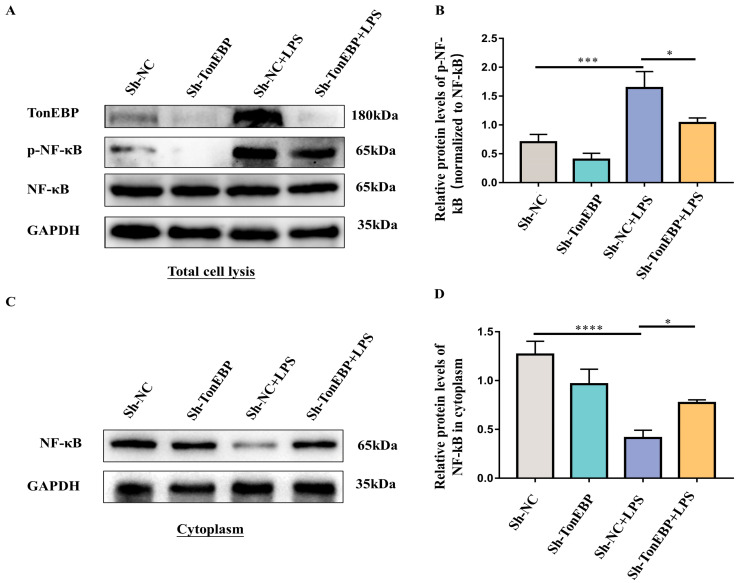 A
Sh-NC
Sh-TonEBP
Sh-NC+LPS
Sh-TonEBP+LPS
TonEBP 180kDa
p-NF-κB 65kDa
NF-κB 65kDa
GAPDH 35kDa
Total cell lysis
B
Relative protein levels of p-NF-
kB (normalized to NF-kB)
2.5
2.0
1.5
1.0
0.5
0.0
***
*
Sh-NC
Sh-TonEBP
Sh-NC+LPS
Sh-TonEBP+LPS
C
Sh-NC
Sh-TonEBP
Sh-NC+LPS
Sh-TonEBP+LPS
NF-κB 65kDa
GAPDH 35kDa
Cytoplasm
D
Relative protein levels of
NF-kB in cytoplasm
1.5
1.0
0.5
0.0
****
*
Sh-NC
Sh-TonEBP
Sh-NC+LPS
Sh-TonEBP+LPS